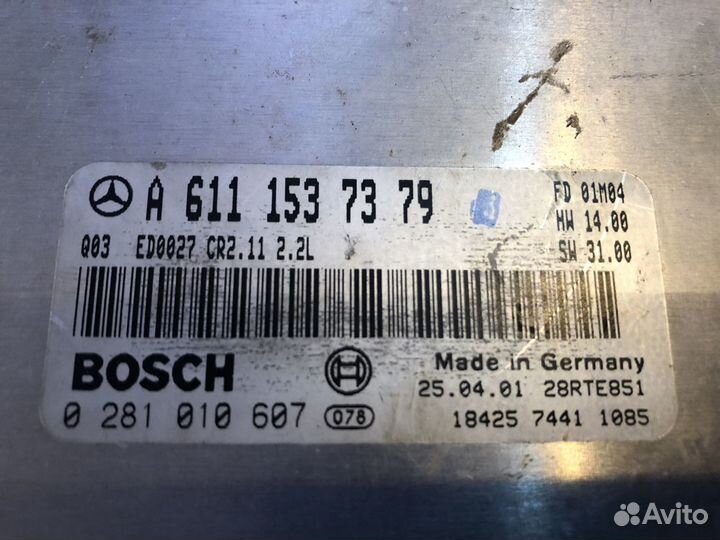 A 611 153 73 79
FD 01M04
HW 14.00
SW 31.00
Q03 ED0027 CR2.11 2.2L
BOSCH
Made in Germany
25.04.01 28RTE851
0 281 010 607 078
18425 7441 1085
Avito